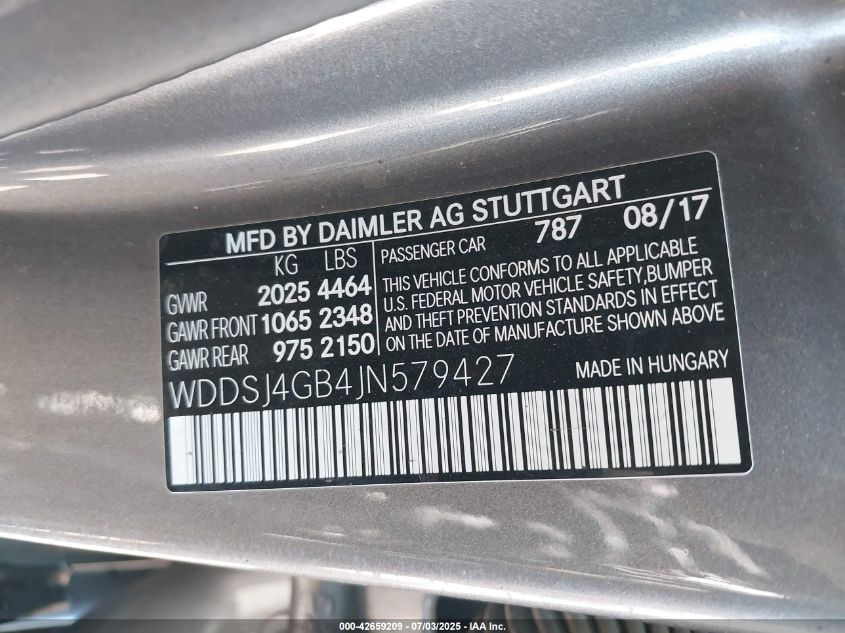 MFD BY DAIMLER AG STUTTGART
KG LBS
GVWR 2025 4464
GAWR FRONT 1065 2348
GAWR REAR 975 2150
PASSENGER CAR 787 08/17
THIS VEHICLE CONFORMS TO ALL APPLICABLE
U.S. FEDERAL MOTOR VEHICLE SAFETY,BUMPER
AND THEFT PREVENTION STANDARDS IN EFFECT
ON THE DATE OF MANUFACTURE SHOWN ABOVE
WDDSJ4GB4JN579427 MADE IN HUNGARY
000-42659209 - 07/03/2025 - IAA Inc.